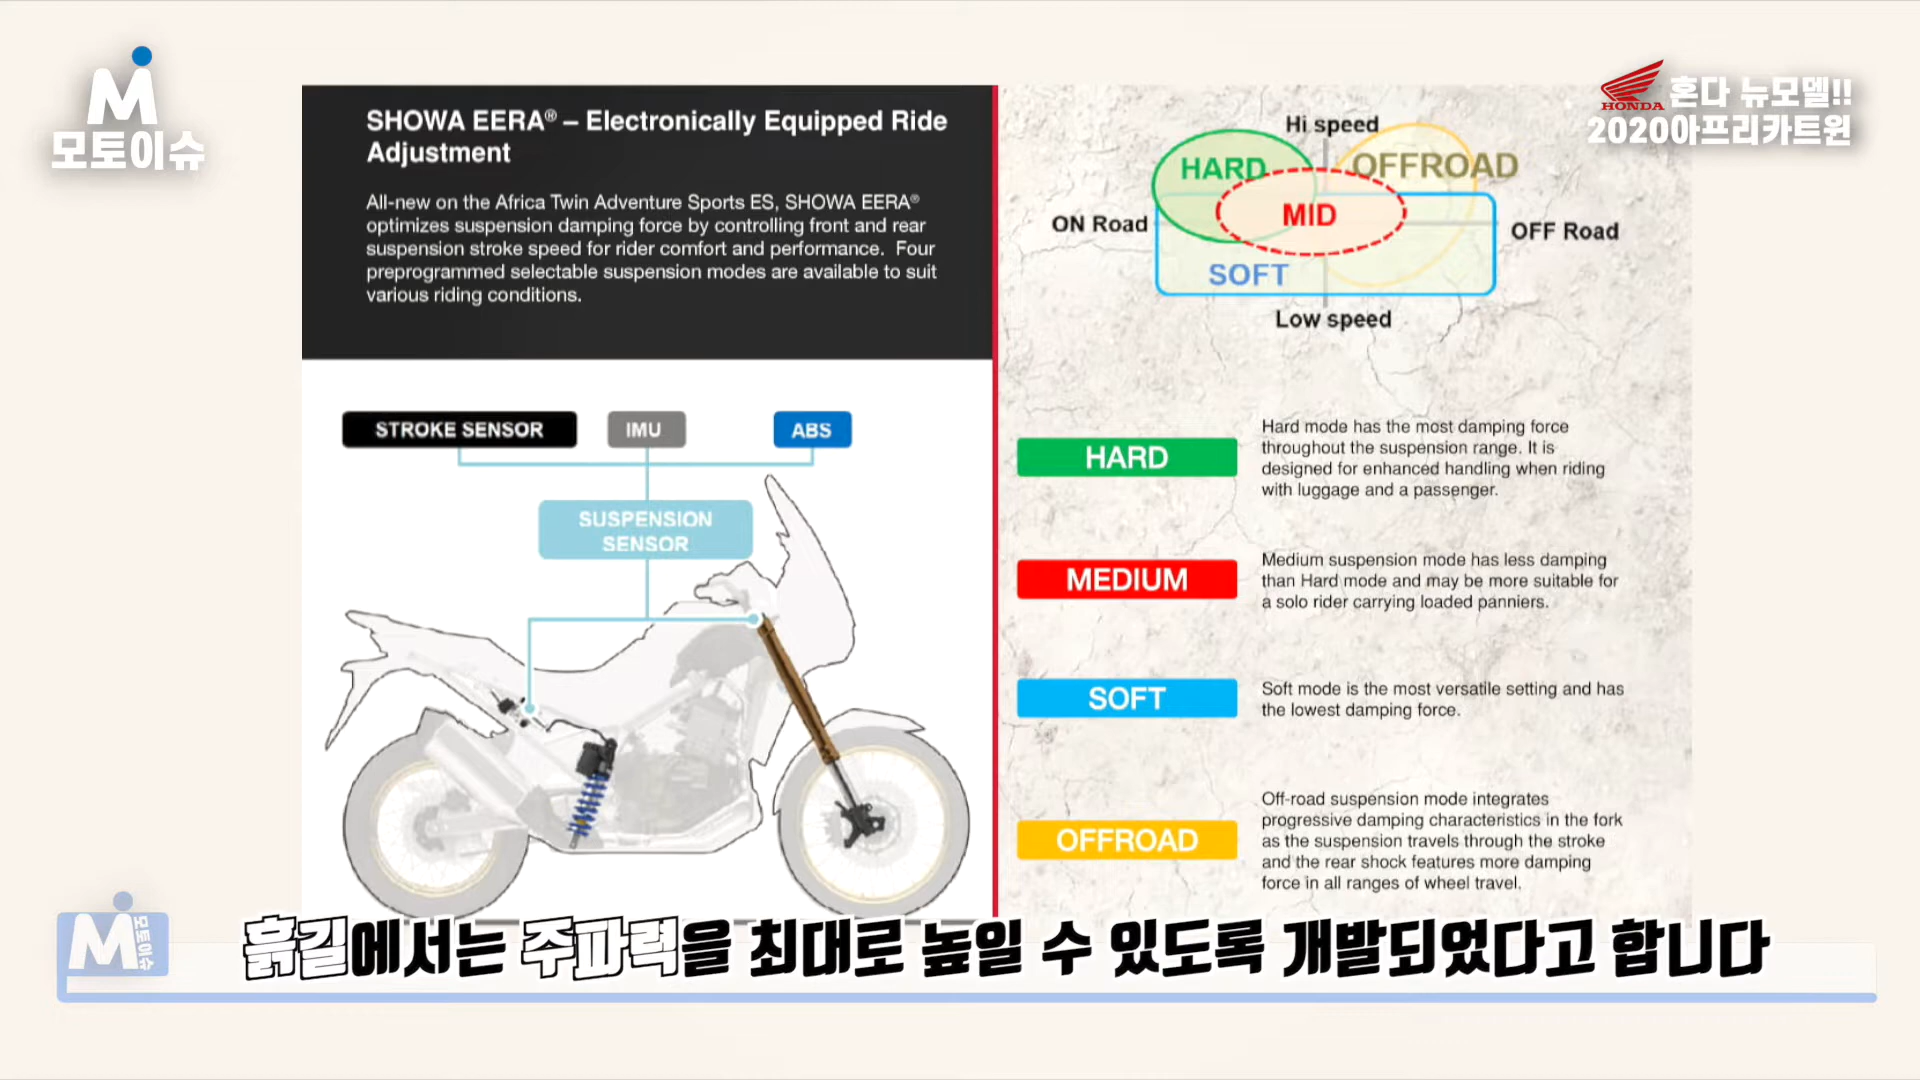 M
모토이슈
HONDA
혼다 뉴모델!!
2020아프리카트윈
SHOWA EERA® – Electronically Equipped Ride
Adjustment
All-new on the Africa Twin Adventure Sports ES, SHOWA EERA®
optimizes suspension damping force by controlling front and rear
suspension stroke speed for rider comfort and performance. Four
preprogrammed selectable suspension modes are available to suit
various riding conditions.
STROKE SENSOR
IMU
ABS
SUSPENSION
SENSOR
Hi speed
HARD
OFFROAD
MID
ON Road
OFF Road
SOFT
Low speed
HARD
Hard mode has the most damping force
throughout the suspension range. It is
designed for enhanced handling when riding
with luggage and a passenger.
MEDIUM
Medium suspension mode has less damping
than Hard mode and may be more suitable for
a solo rider carrying loaded panniers.
SOFT
Soft mode is the most versatile setting and has
the lowest damping force.
OFFROAD
Off-road suspension mode integrates
progressive damping characteristics in the fork
as the suspension travels through the stroke
and the rear shock features more damping
force in all ranges of wheel travel.
M
모토이슈
흙길에서는 주파력을 최대로 높일 수 있도록 개발되었다고 합니다